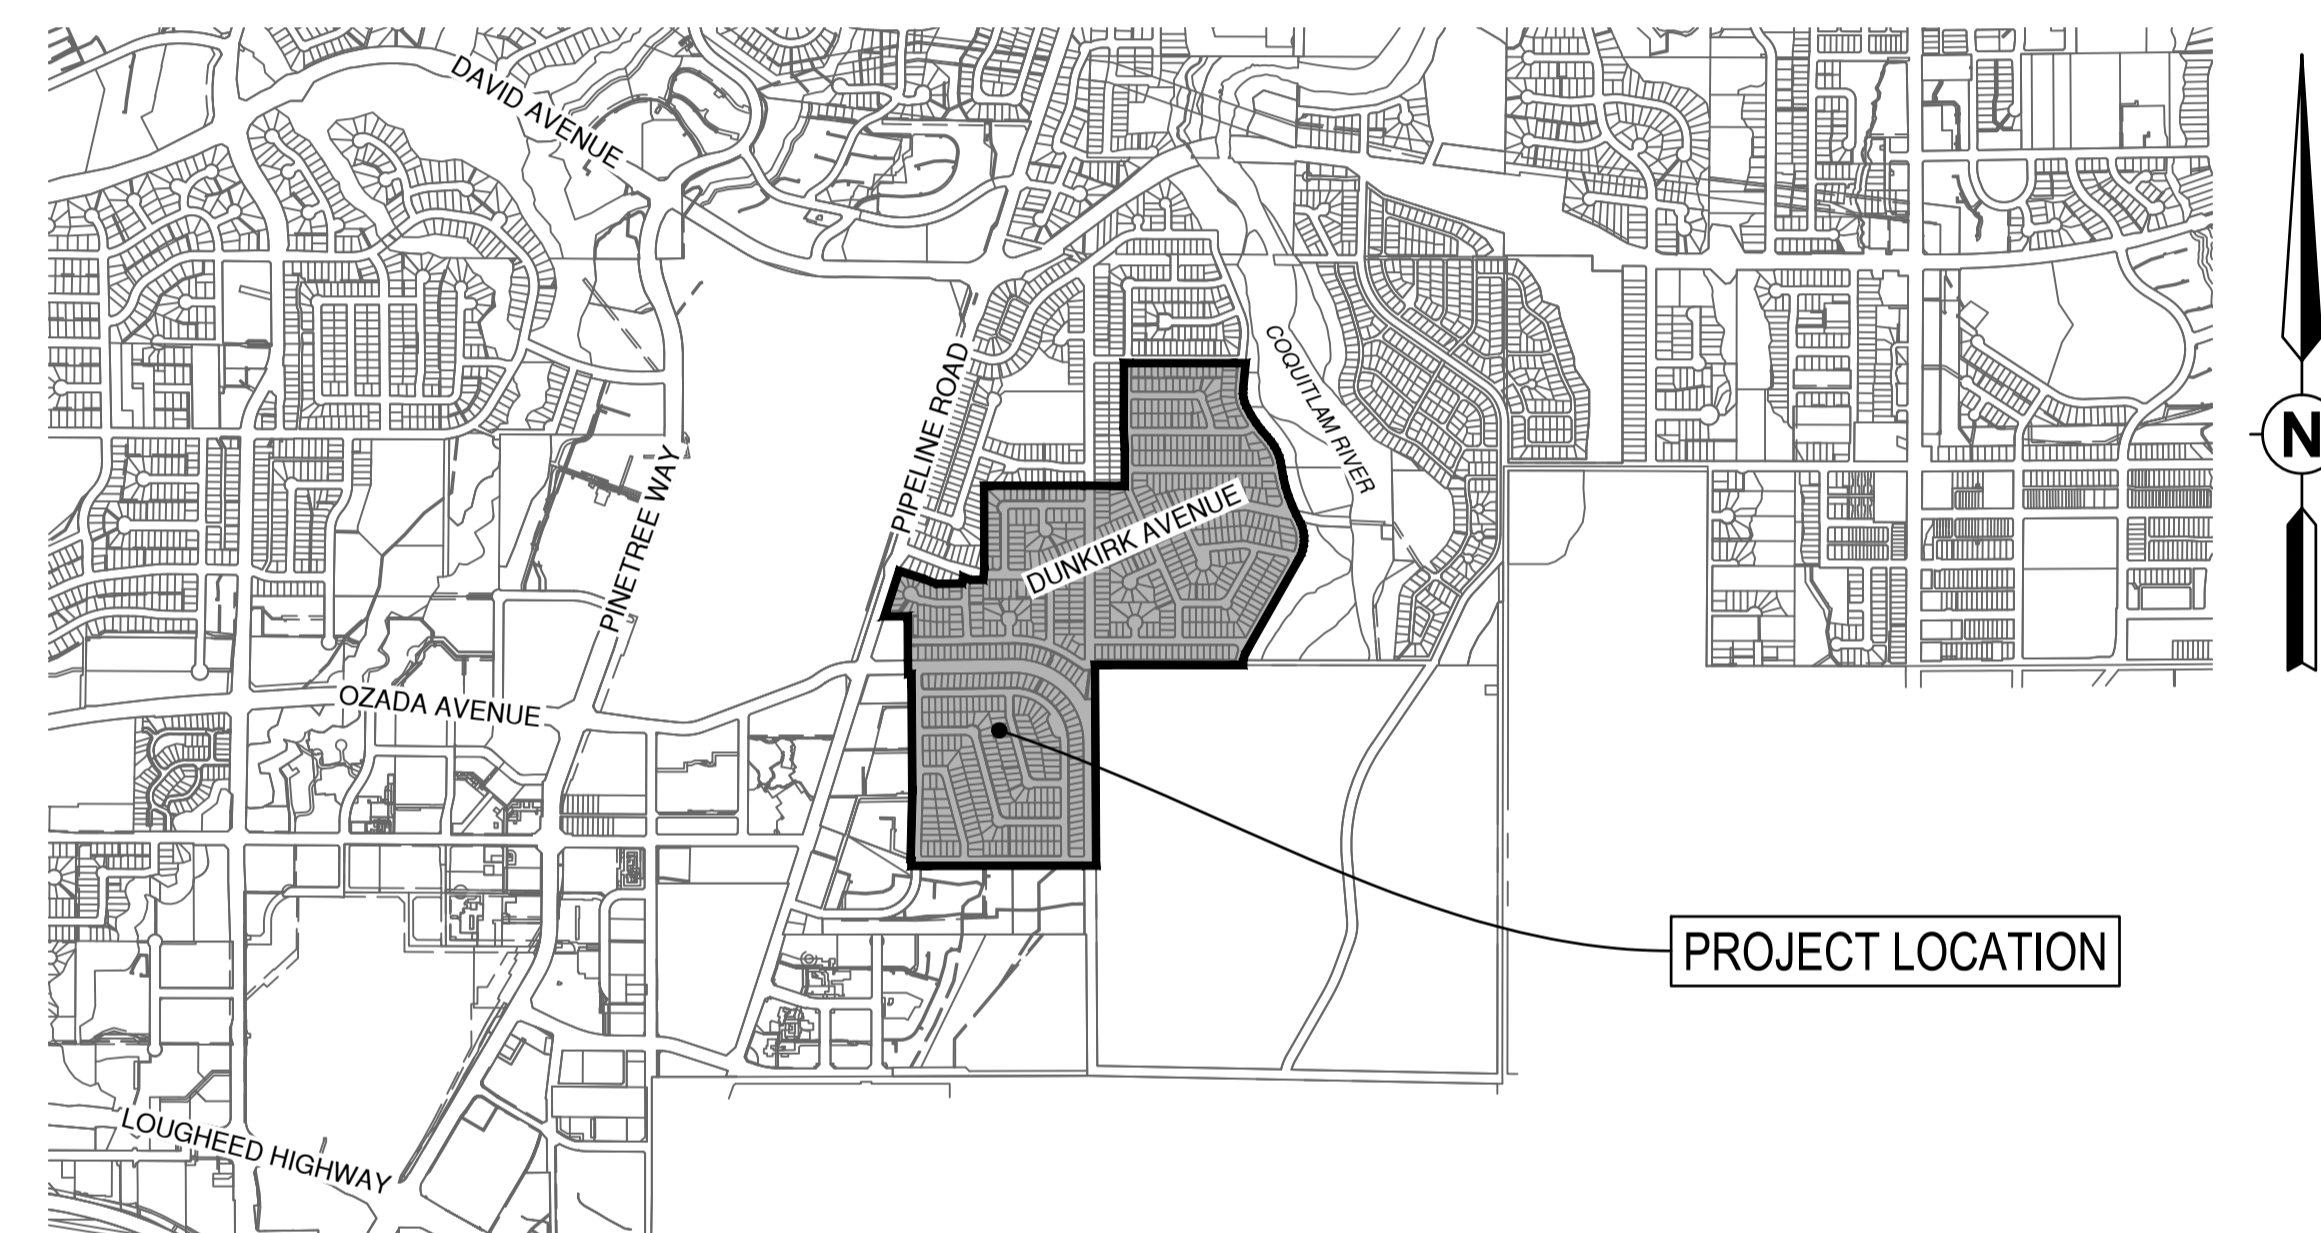 DAVID AVENUE
COQUITLAM RIVER
PIPELINE ROAD
N
PINETREE WAY
DUNKIRK AVENUE
OZADA AVENUE
PROJECT LOCATION
LOUGHEED HIGHWAY